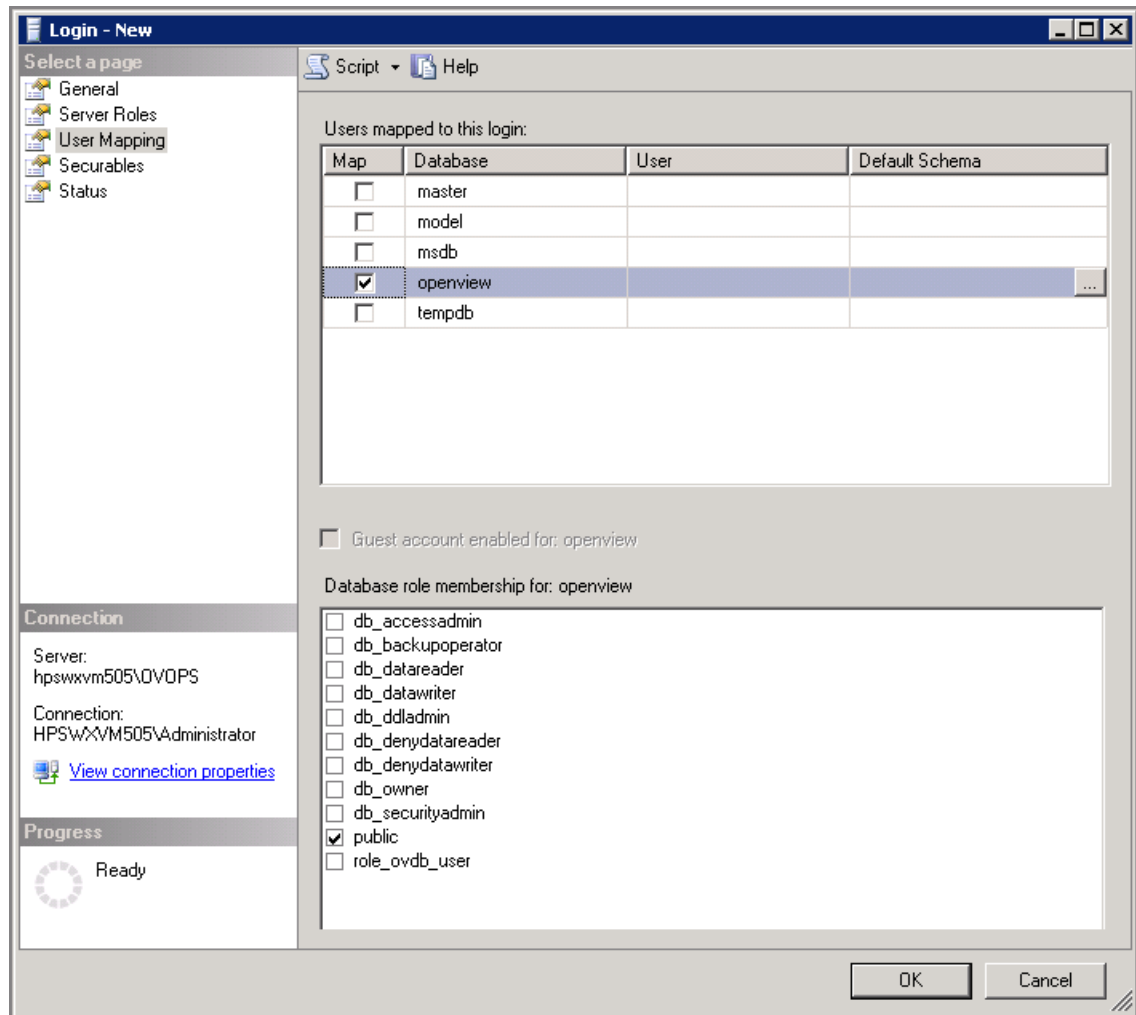 Login - New
Select a page
General
Server Roles
User Mapping
Securables
Status
Script Help
Users mapped to this login:
Map Database User Default Schema
master
model
msdb
openview ...
tempdb
Guest account enabled for: openview
Database role membership for: openview
db_accessadmin
db_backupoperator
db_datareader
db_datawriter
db_ddladmin
db_denydatareader
db_denydatawriter
db_owner
db_securityadmin
public
role_ovdb_user
Connection
Server:
hpswxvm505\OVOPS
Connection:
HPSWXVM505\Administrator
View connection properties
Progress
Ready
OK Cancel